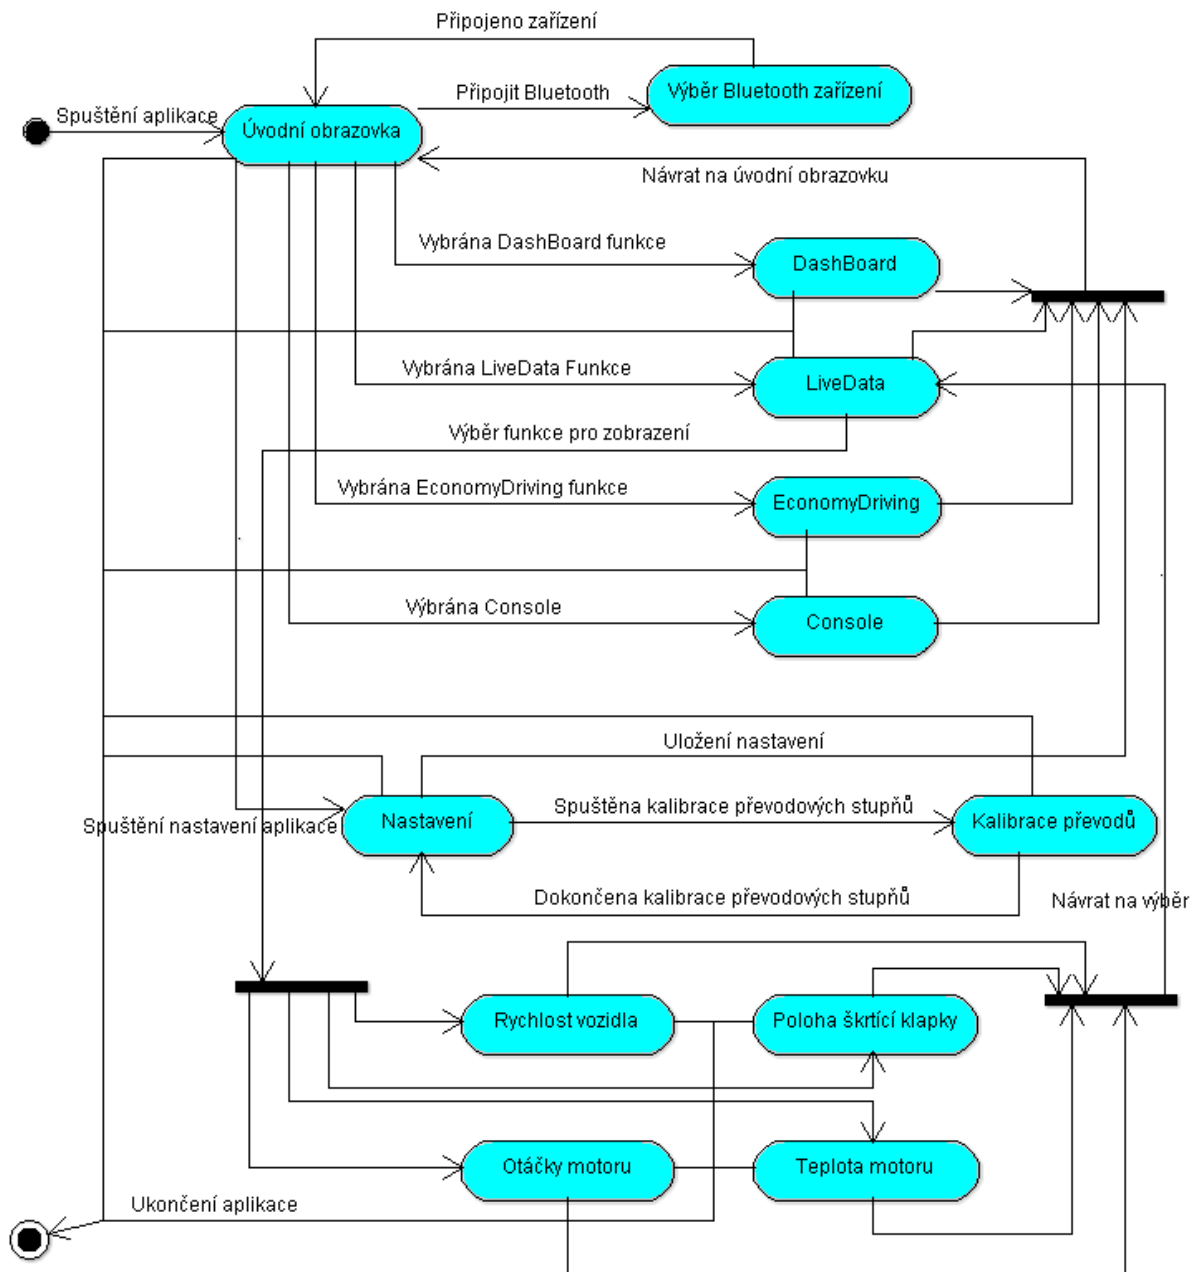 Připojeno zařízení
Připojit Bluetooth
Výběr Bluetooth zařízení
Spuštění aplikace
Úvodní obrazovka
Návrat na úvodní obrazovku
Vybrána DashBoard funkce
DashBoard
Vybrána LiveData Funkce
LiveData
Výběr funkce pro zobrazení
Vybrána EconomyDriving funkce
EconomyDriving
Výbrána Console
Console
Uložení nastavení
Spuštění nastavení aplikace
Nastavení
Spuštěna kalibrace převodových stupňů
Kalibrace převodů
Dokončena kalibrace převodových stupňů
Návrat na výběr
Rychlost vozidla
Poloha škrtící klapky
Otáčky motoru
Teplota motoru
Ukončení aplikace